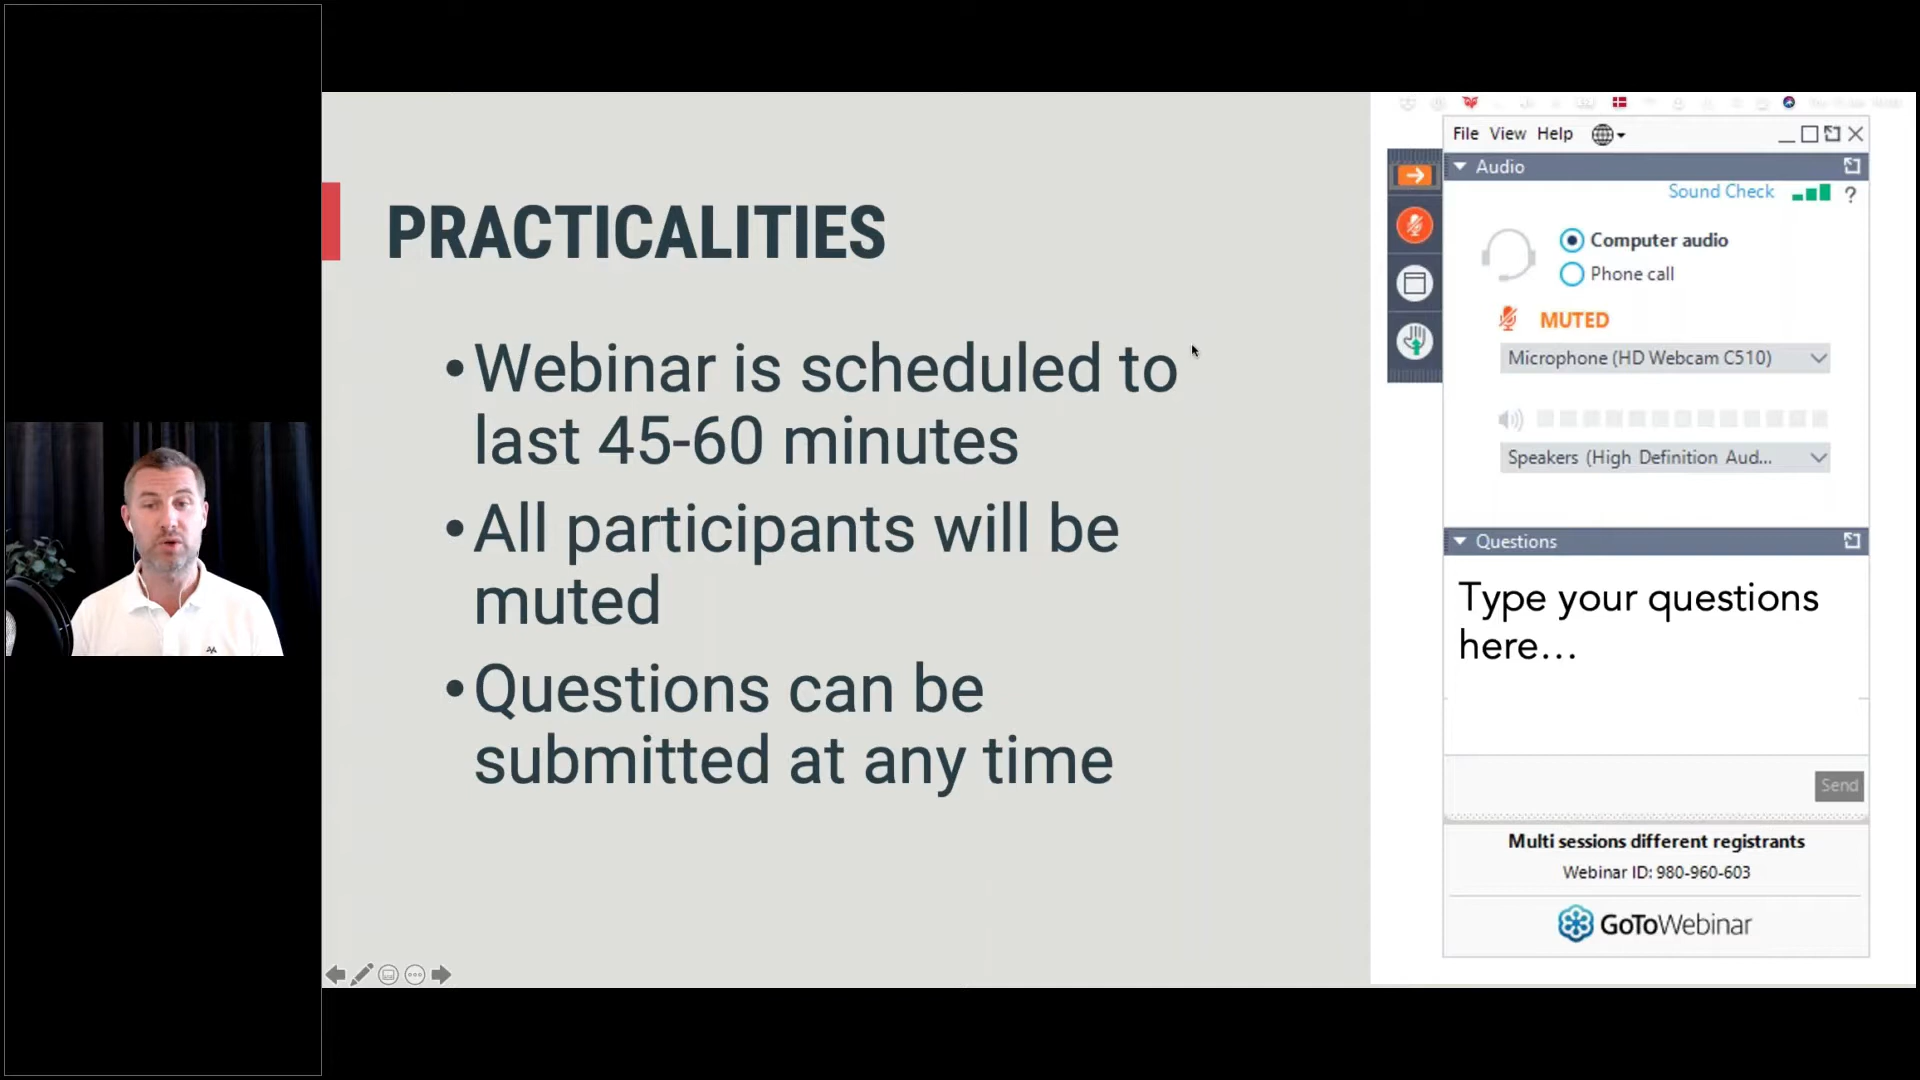 PRACTICALITIES
•Webinar is scheduled to
last 45-60 minutes
•All participants will be
muted
•Questions can be
submitted at any time
File View Help
Audio
Sound Check
?
Computer audio
Phone call
MUTED
Microphone (HD Webcam C510)
Speakers (High Definition Aud...
Questions
Type your questions
here...
Send
Multi sessions different registrants
Webinar ID: 980-960-603
GoToWebinar